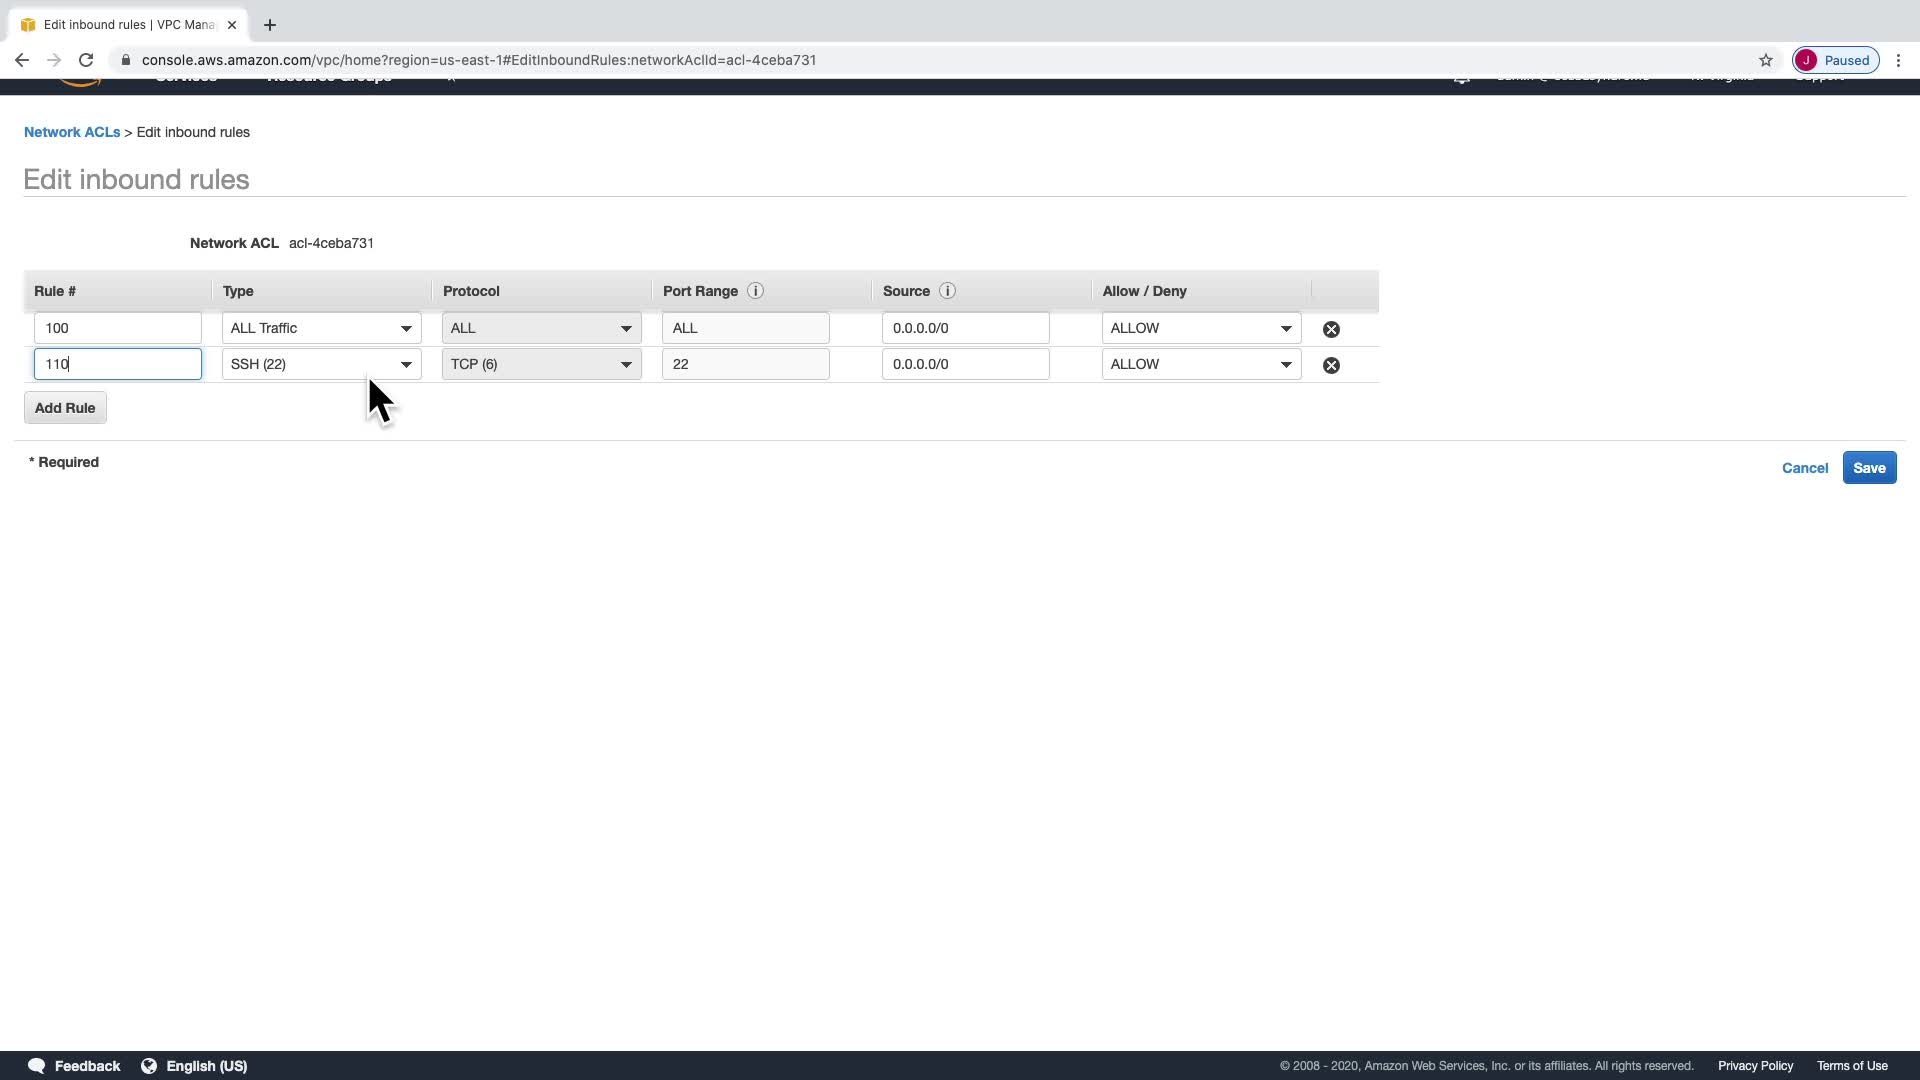 Edit inbound rules | VPC Mana
console.aws.amazon.com/vpc/home?region=us-east-1#EditInboundRules:networkAclId=acl-4ceba731
J Paused
Services Resource Groups
Network ACLs > Edit inbound rules
Edit inbound rules
Network ACL acl-4ceba731
Rule # Type Protocol Port Range i Source i Allow / Deny
100 ALL Traffic ALL ALL 0.0.0.0/0 ALLOW
110 SSH (22) TCP (6) 22 0.0.0.0/0 ALLOW
Add Rule
* Required
Cancel Save
Feedback English (US) © 2008 - 2020, Amazon Web Services, Inc. or its affiliates. All rights reserved. Privacy Policy Terms of Use